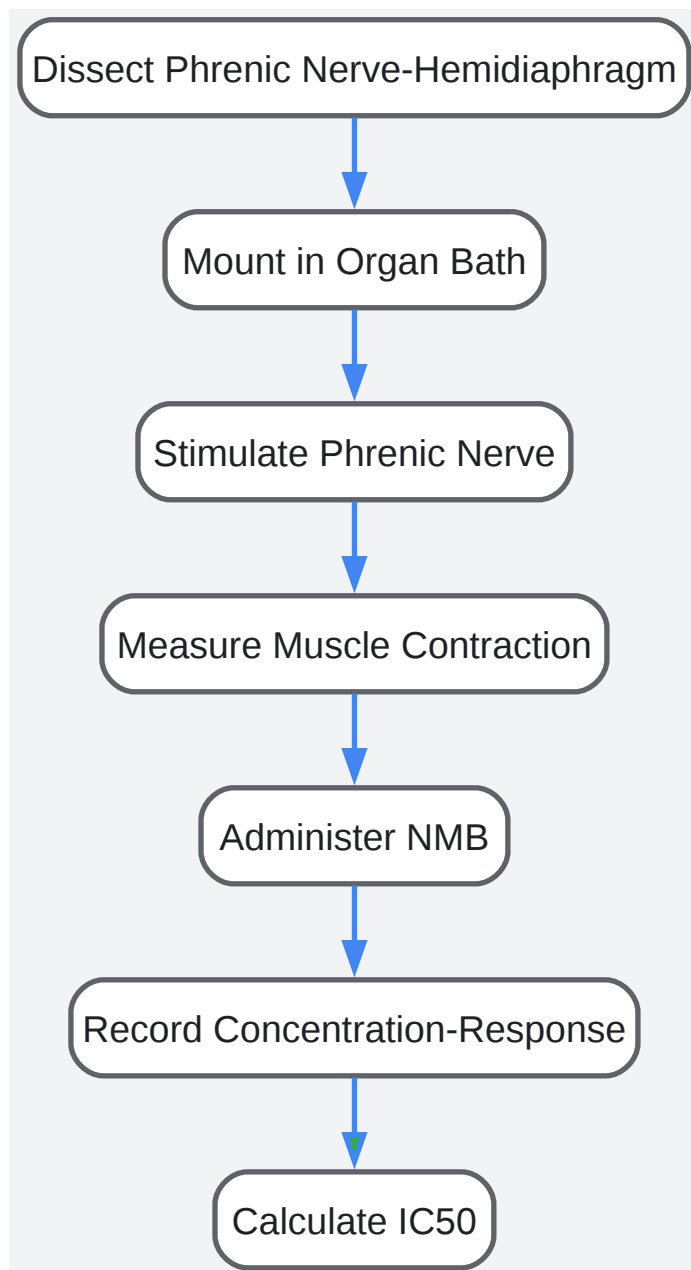 Dissect Phrenic Nerve-Hemidiaphragm
Mount in Organ Bath
Stimulate Phrenic Nerve
Measure Muscle Contraction
Administer NMB
Record Concentration-Response
Calculate IC50